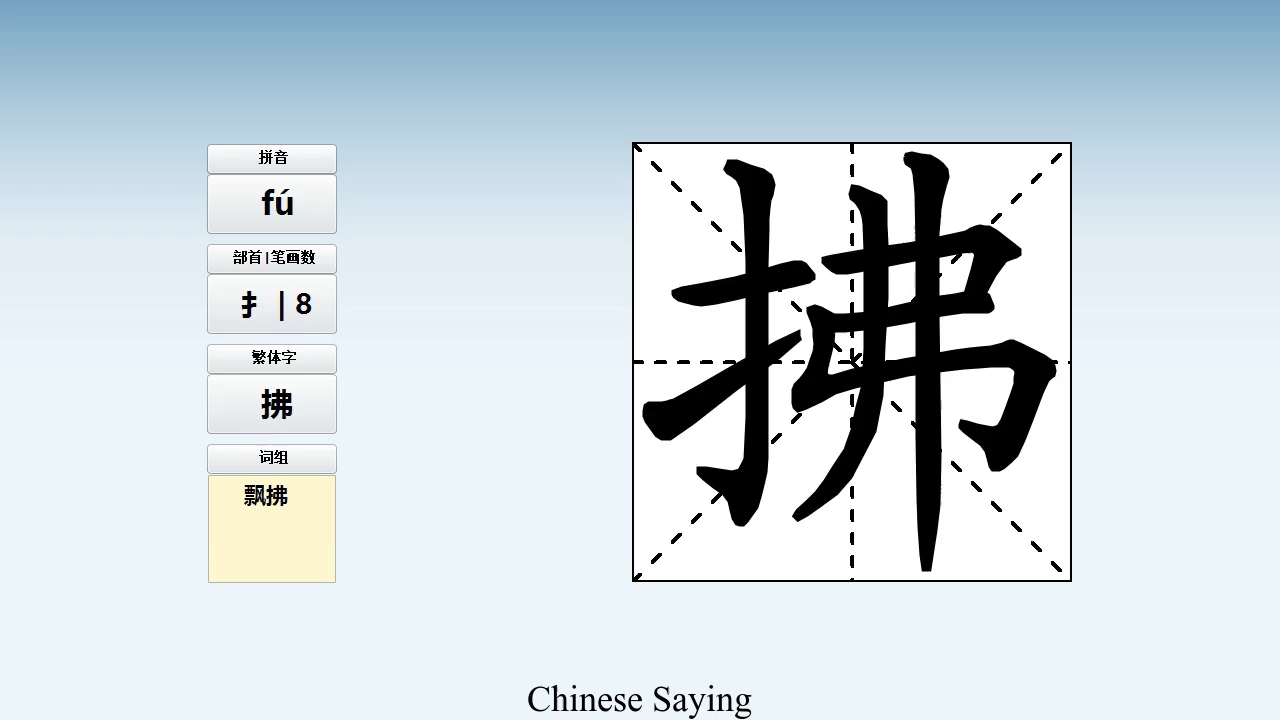 拼音
fú
部首|笔画数
扌 | 8
繁体字
拂
词组
飘拂
拂
Chinese Saying